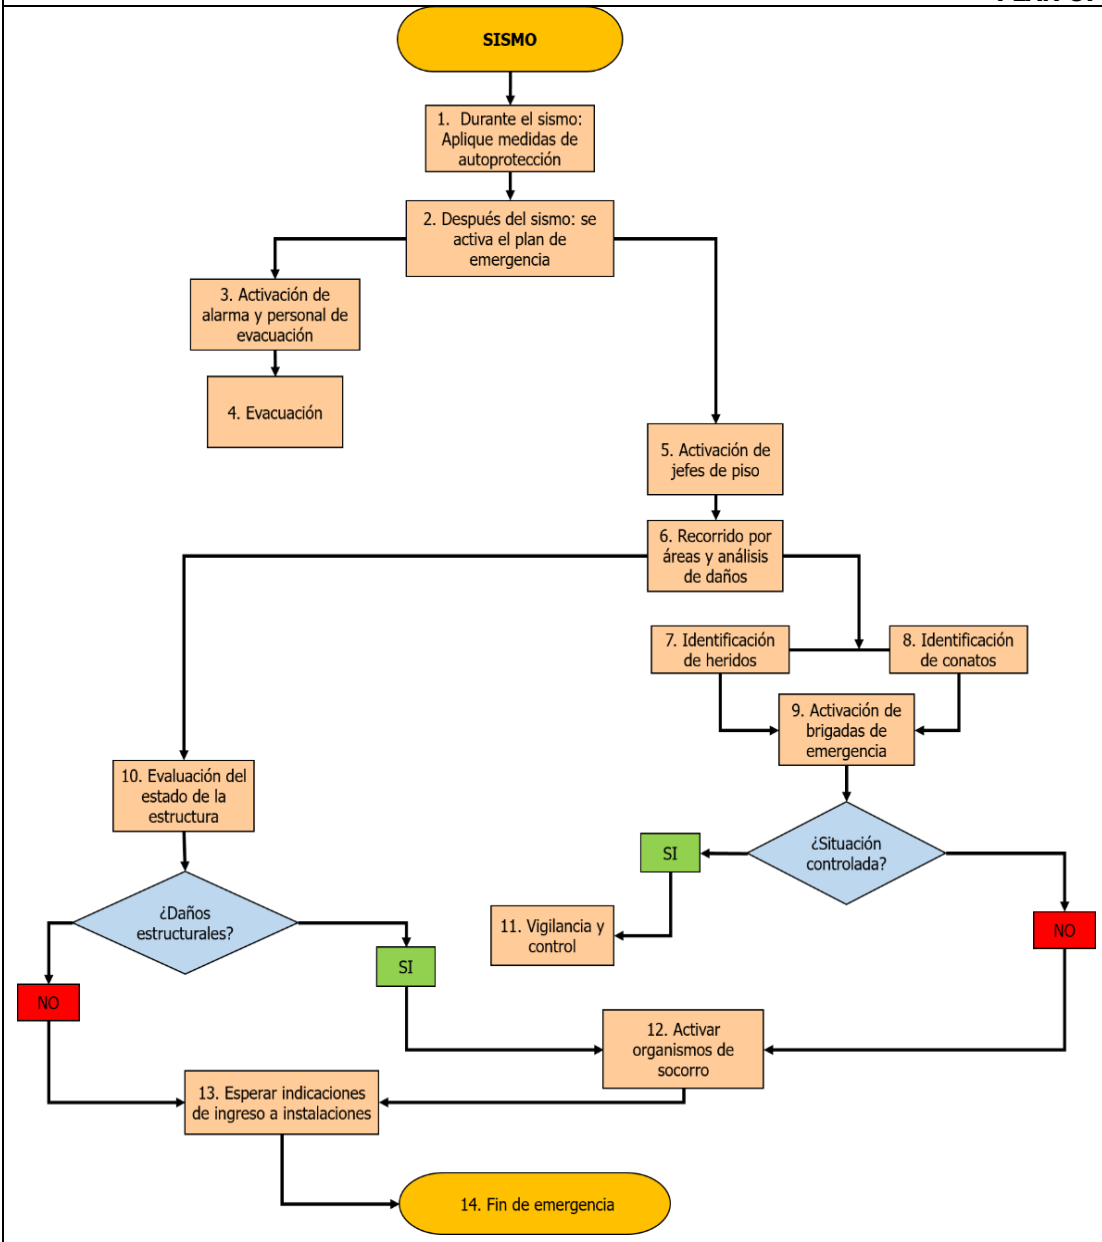 SISMO
1. Durante el sismo:
Aplique medidas de
autoprotección
2. Después del sismo: se
activa el plan de
emergencia
3. Activación de
alarma y personal de
evacuación
4. Evacuación
5. Activación de
jefes de piso
6. Recorrido por
áreas y análisis
de daños
7. Identificación
de heridos
8. Identificación
de conatos
9. Activación de
brigadas de
emergencia
10. Evaluación del
estado de la
estructura
¿Situación
controlada?
SI
NO
11. Vigilancia y
control
¿Daños
estructurales?
SI
NO
12. Activar
organismos de
socorro
13. Esperar indicaciones
de ingreso a instalaciones
14. Fin de emergencia